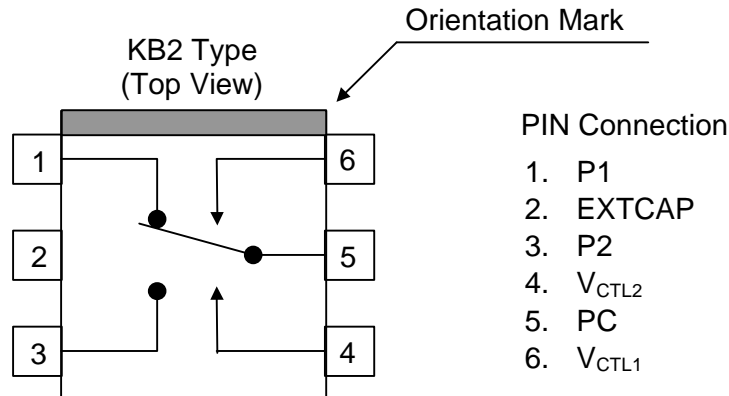 Orientation Mark
KB2 Type
(Top View)
PIN Connection
1
6
2
5
3
4
1. P1
2. EXTCAP
3. P2
4. VCTL2
5. PC
6. VCTL1